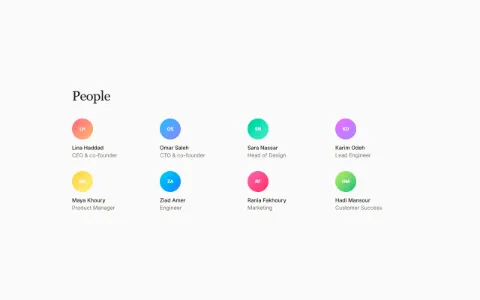 People
LH
OS
SN
KO
Lina Haddad
Omar Saleh
Sara Nassar
Karim Odeh
CEO & co-founder
CTO & co-founder
Head of Design
Lead Engineer
MK
ZA
RF
HM
Maya Khoury
Ziad Amer
Rania Fakhoury
Hadi Mansour
Product Manager
Engineer
Marketing
Customer Success